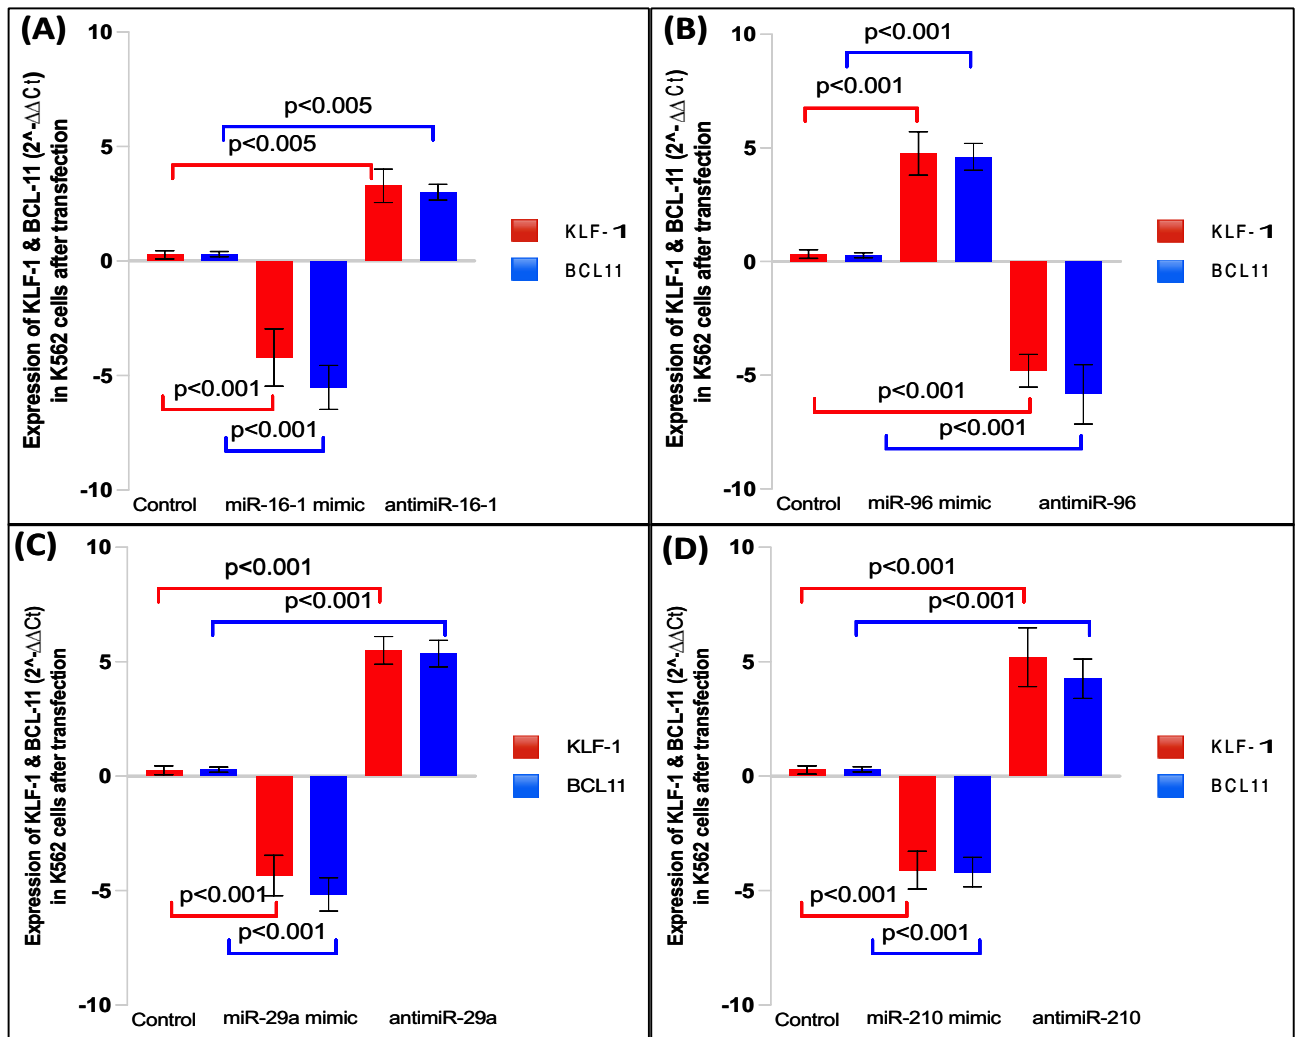 (A)
Expression of KLF-1 & BCL-11 (2^-ΔΔCt)
in K562 cells after transfection
10
5
0
-5
-10
p<0.005
p<0.005
p<0.001
p<0.001
KLF-1
BCL11
Control
miR-16-1 mimic
antimiR-16-1
(B)
Expression of KLF-1 & BCL-11 (2^-ΔΔCt)
in K562 cells after transfection
10
5
0
-5
-10
p<0.001
p<0.001
p<0.001
p<0.001
KLF-1
BCL11
Control
miR-96 mimic
antimiR-96
(C)
Expression of KLF-1 & BCL-11 (2^-ΔΔCt)
in K562 cells after transfection
10
5
0
-5
-10
p<0.001
p<0.001
p<0.001
p<0.001
KLF-1
BCL11
Control
miR-29a mimic
antimiR-29a
(D)
Expression of KLF-1 & BCL-11 (2^-ΔΔCt)
in K562 cells after transfection
10
5
0
-5
-10
p<0.001
p<0.001
p<0.001
p<0.001
KLF-1
BCL11
Control
miR-210 mimic
antimiR-210